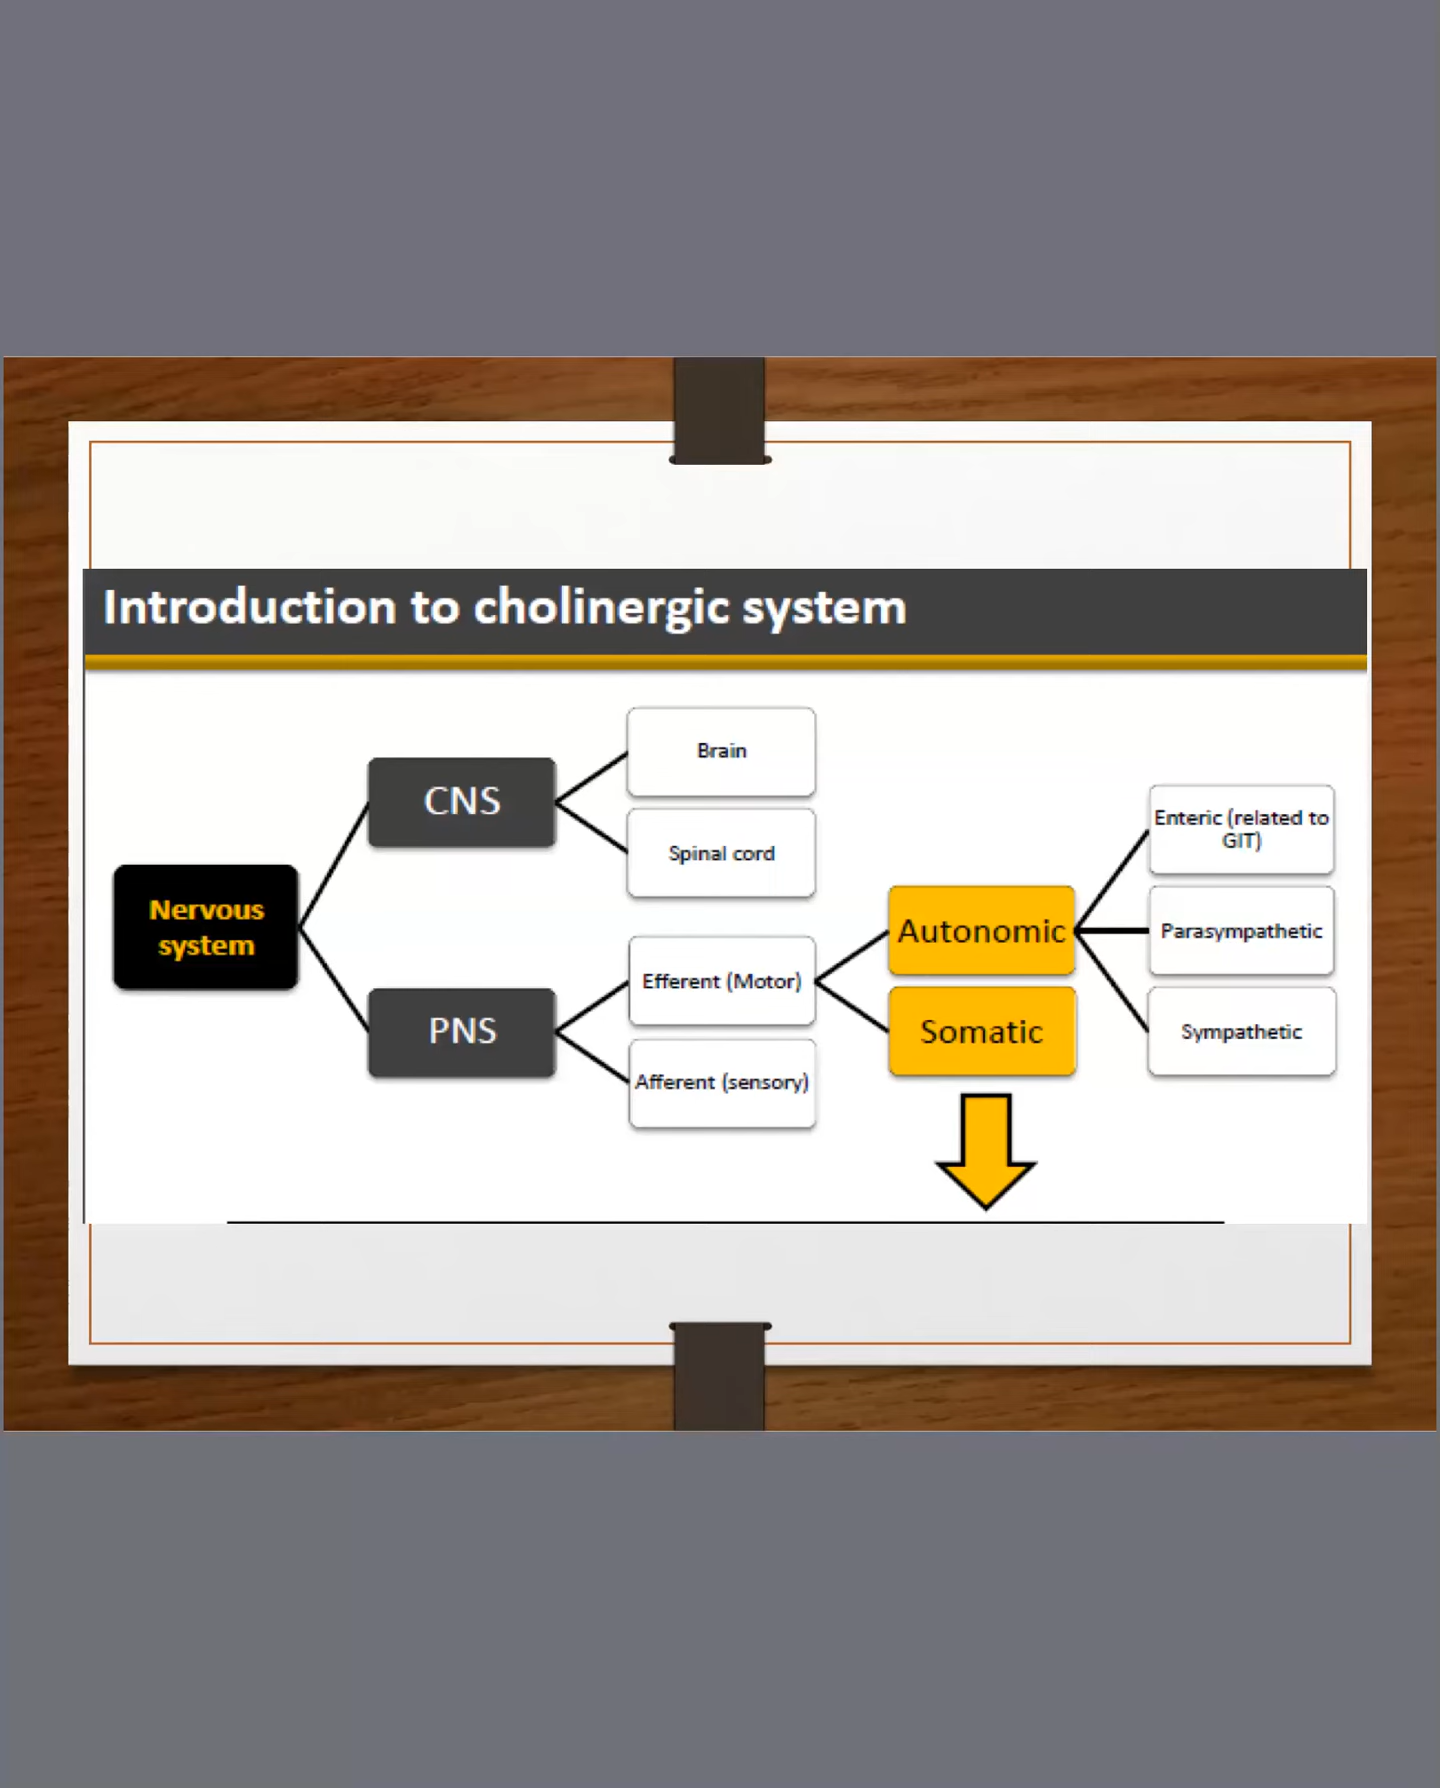 Introduction to cholinergic system
Nervous
system
CNS
Brain
Spinal cord
PNS
Efferent (Motor)
Afferent (sensory)
Autonomic
Somatic
Enteric (related to
GIT)
Parasympathetic
Sympathetic